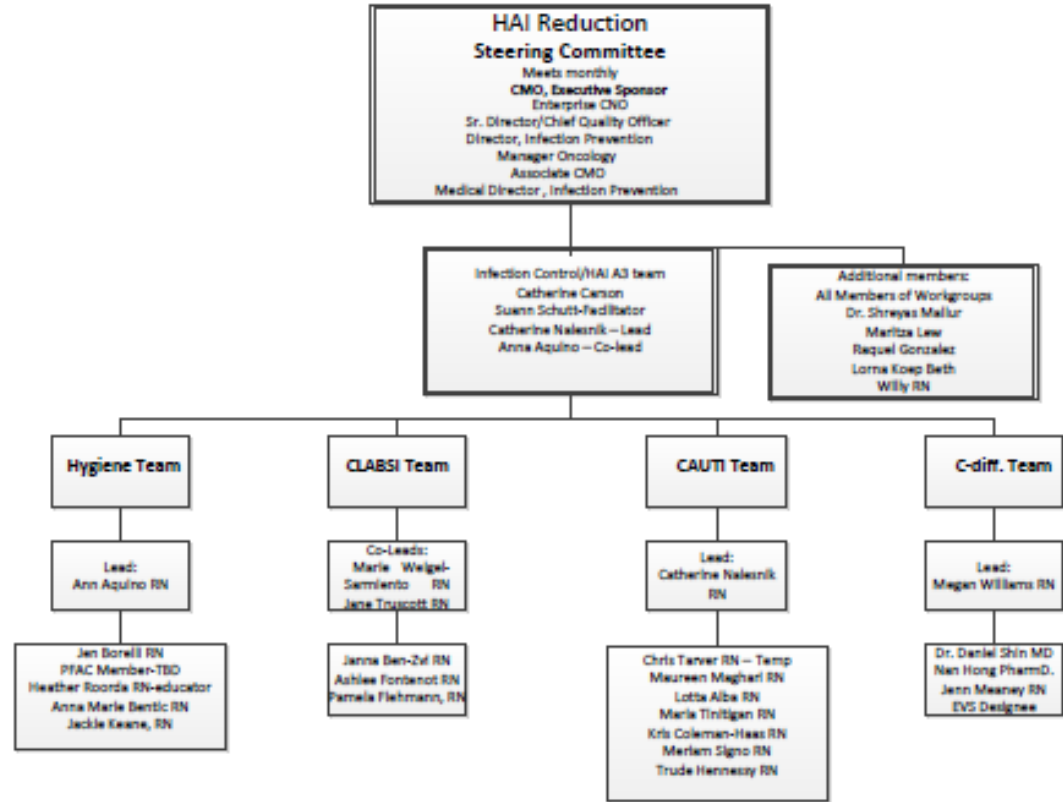 HAI Reduction
Steering Committee
Meets monthly
CMO, Executive Sponsor
Enterprise CNO
Sr. Director/Chief Quality Officer
Director, Infection Prevention
Manager Oncology
Associate CMO
Medical Director , Infection Prevention
Infection Control/HAI A3 team
Catherine Carson
Suann Schutt-Facilitator
Catherine Nalesnik – Lead
Anna Aquino – Co-lead
Additional members:
All Members of Workgroups
Dr. Shreyas Mallur
Maritza Lew
Raquel Gonzalez
Lorna Koep Beth
Willy RN
Hygiene Team
CLABSI Team
CAUTI Team
C-diff. Team
Lead:
Ann Aquino RN
Co-Leads:
Marie Weigel-
Sarmiento RN
Jane Truscott RN
Lead:
Catherine Nalesnik
RN
Lead:
Megan Williams RN
Jen Borelli RN
PFAC Member-TBD
Heather Roorda RN-educator
Anna Marie Bentic RN
Jackie Keane, RN
Janna Ben-Zvi RN
Ashlee Fontenot RN
Pamela Fiehmann, RN
Chris Tarver RN – Temp
Maureen Magharl RN
Lotta Alba RN
Maria Tinitigan RN
Kris Coleman-Haas RN
Meriam Signo RN
Trude Hennessy RN
Dr. Daniel Shin MD
Nan Hong PharmD.
Jenn Meaney RN
EVS Designee